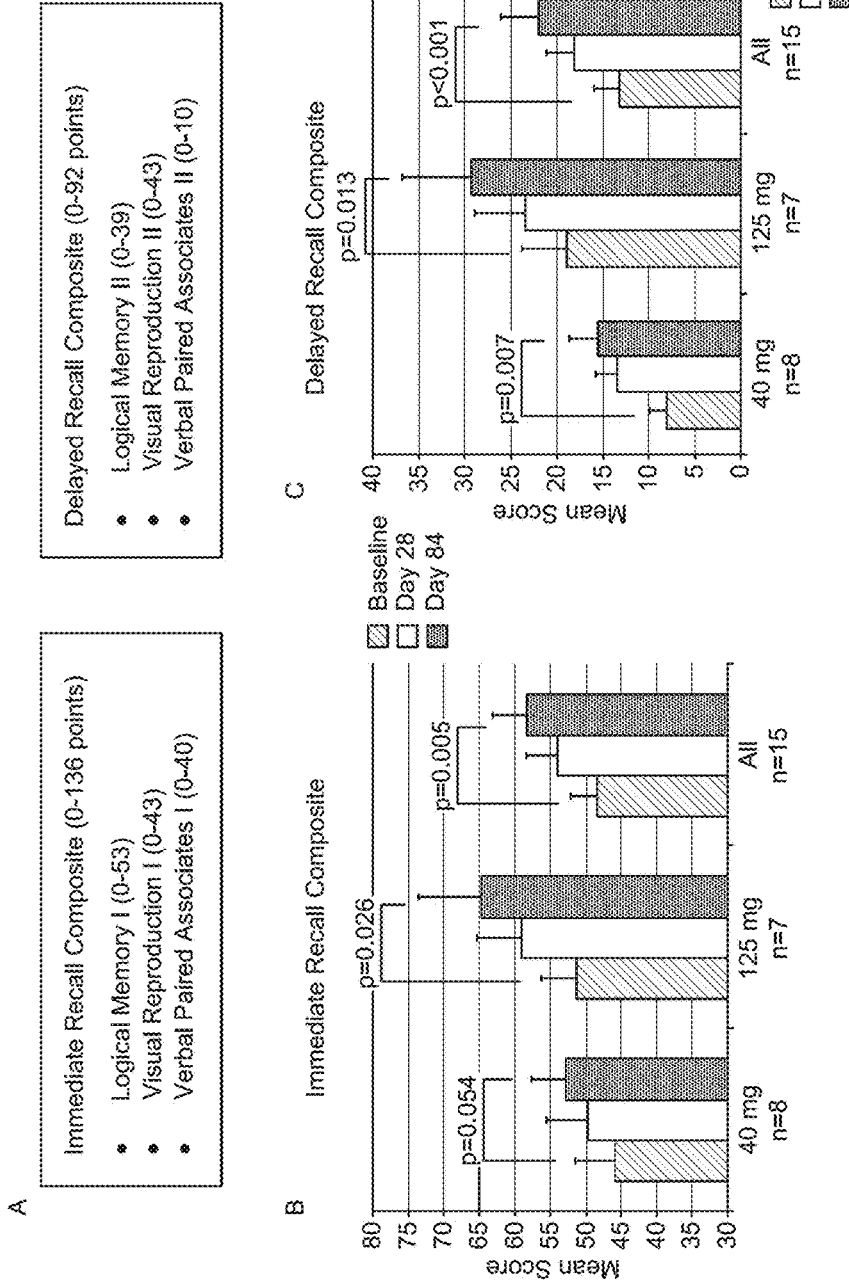 A
Immediate Recall Composite (0-136 points)
• Logical Memory I (0-53)
• Visual Reproduction I (0-43)
• Verbal Paired Associates I (0-40)
Delayed Recall Composite (0-92 points)
• Logical Memory II (0-39)
• Visual Reproduction II (0-43)
• Verbal Paired Associates II (0-10)
B
Immediate Recall Composite
Mean Score
80
75
70
65
60
55
50
45
40
35
30
p=0.054
p=0.026
p=0.005
40 mg
n=8
125 mg
n=7
All
n=15
Baseline
Day 28
Day 84
C
Delayed Recall Composite
Mean Score
40
35
30
25
20
15
10
5
0
p=0.007
p=0.013
p<0.001
40 mg
n=8
125 mg
n=7
All
n=15